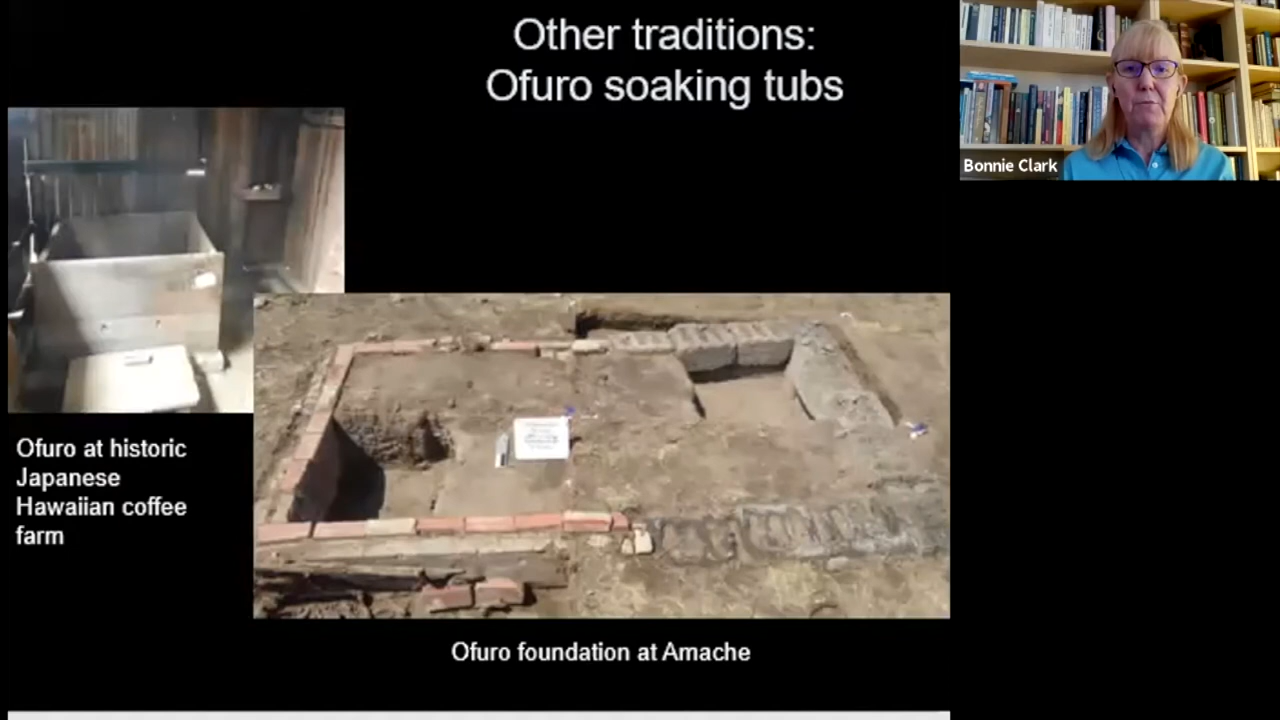 Other traditions:
Ofuro soaking tubs
Bonnie Clark
Ofuro at historic
Japanese
Hawaiian coffee
farm
Ofuro foundation at Amache